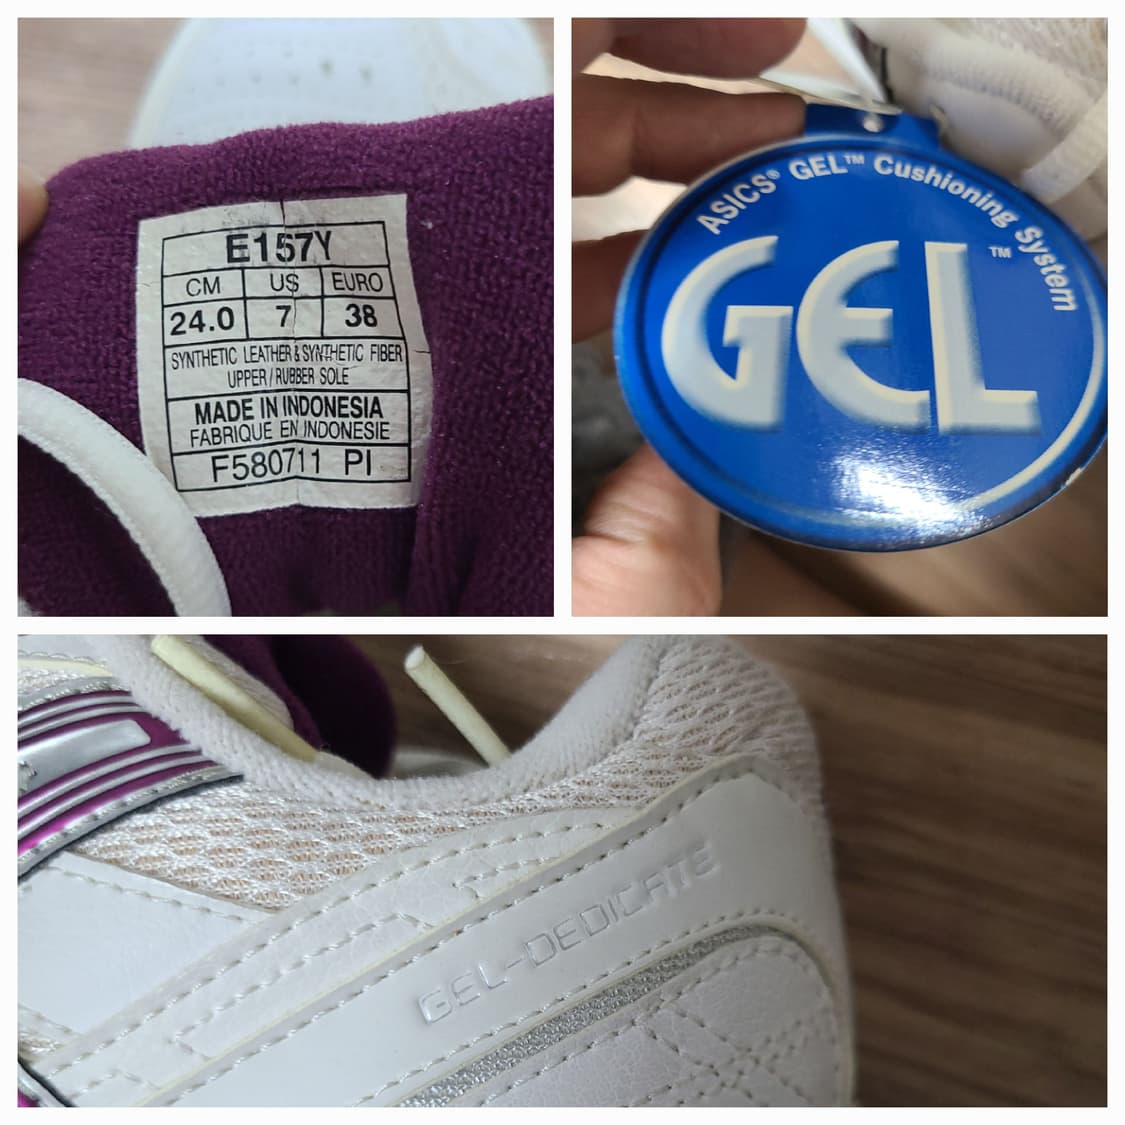 E157Y
CM US EURO
24.0 7 38
SYNTHETIC LEATHER & SYNTHETIC FIBER
UPPER / RUBBER SOLE
MADE IN INDONESIA
FABRIQUE EN INDONESIE
F580711 PI
ASICS® GEL™ Cushioning System
GEL™
GEL-DEDICATE